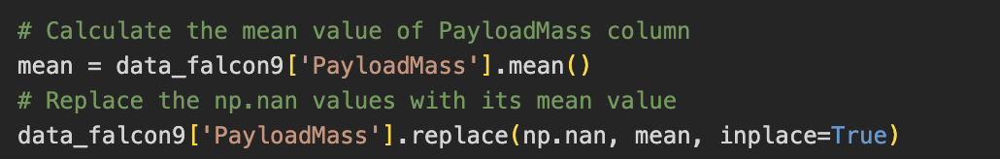 # Calculate the mean value of PayloadMass column
mean = data_falcon9['PayloadMass'].mean()
# Replace the np.nan values with its mean value
data_falcon9['PayloadMass'].replace(np.nan, mean, inplace=True)